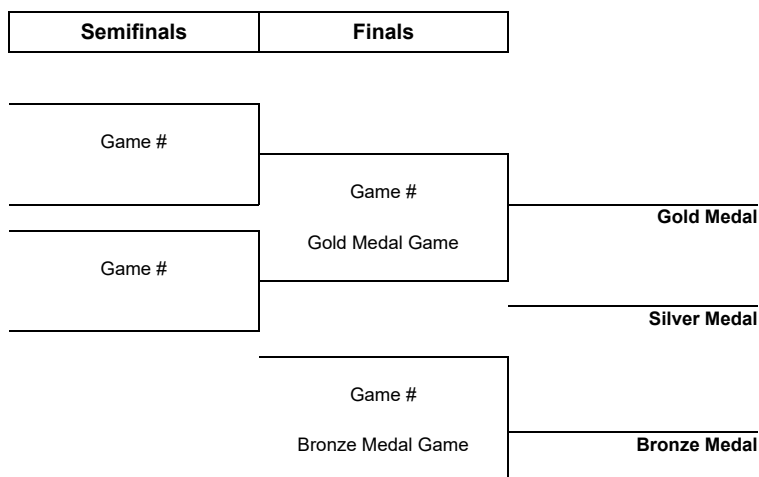 Semifinals Finals
Game #
Game #
Gold Medal
Gold Medal Game
Game #
Silver Medal
Game #
Bronze Medal Game Bronze Medal